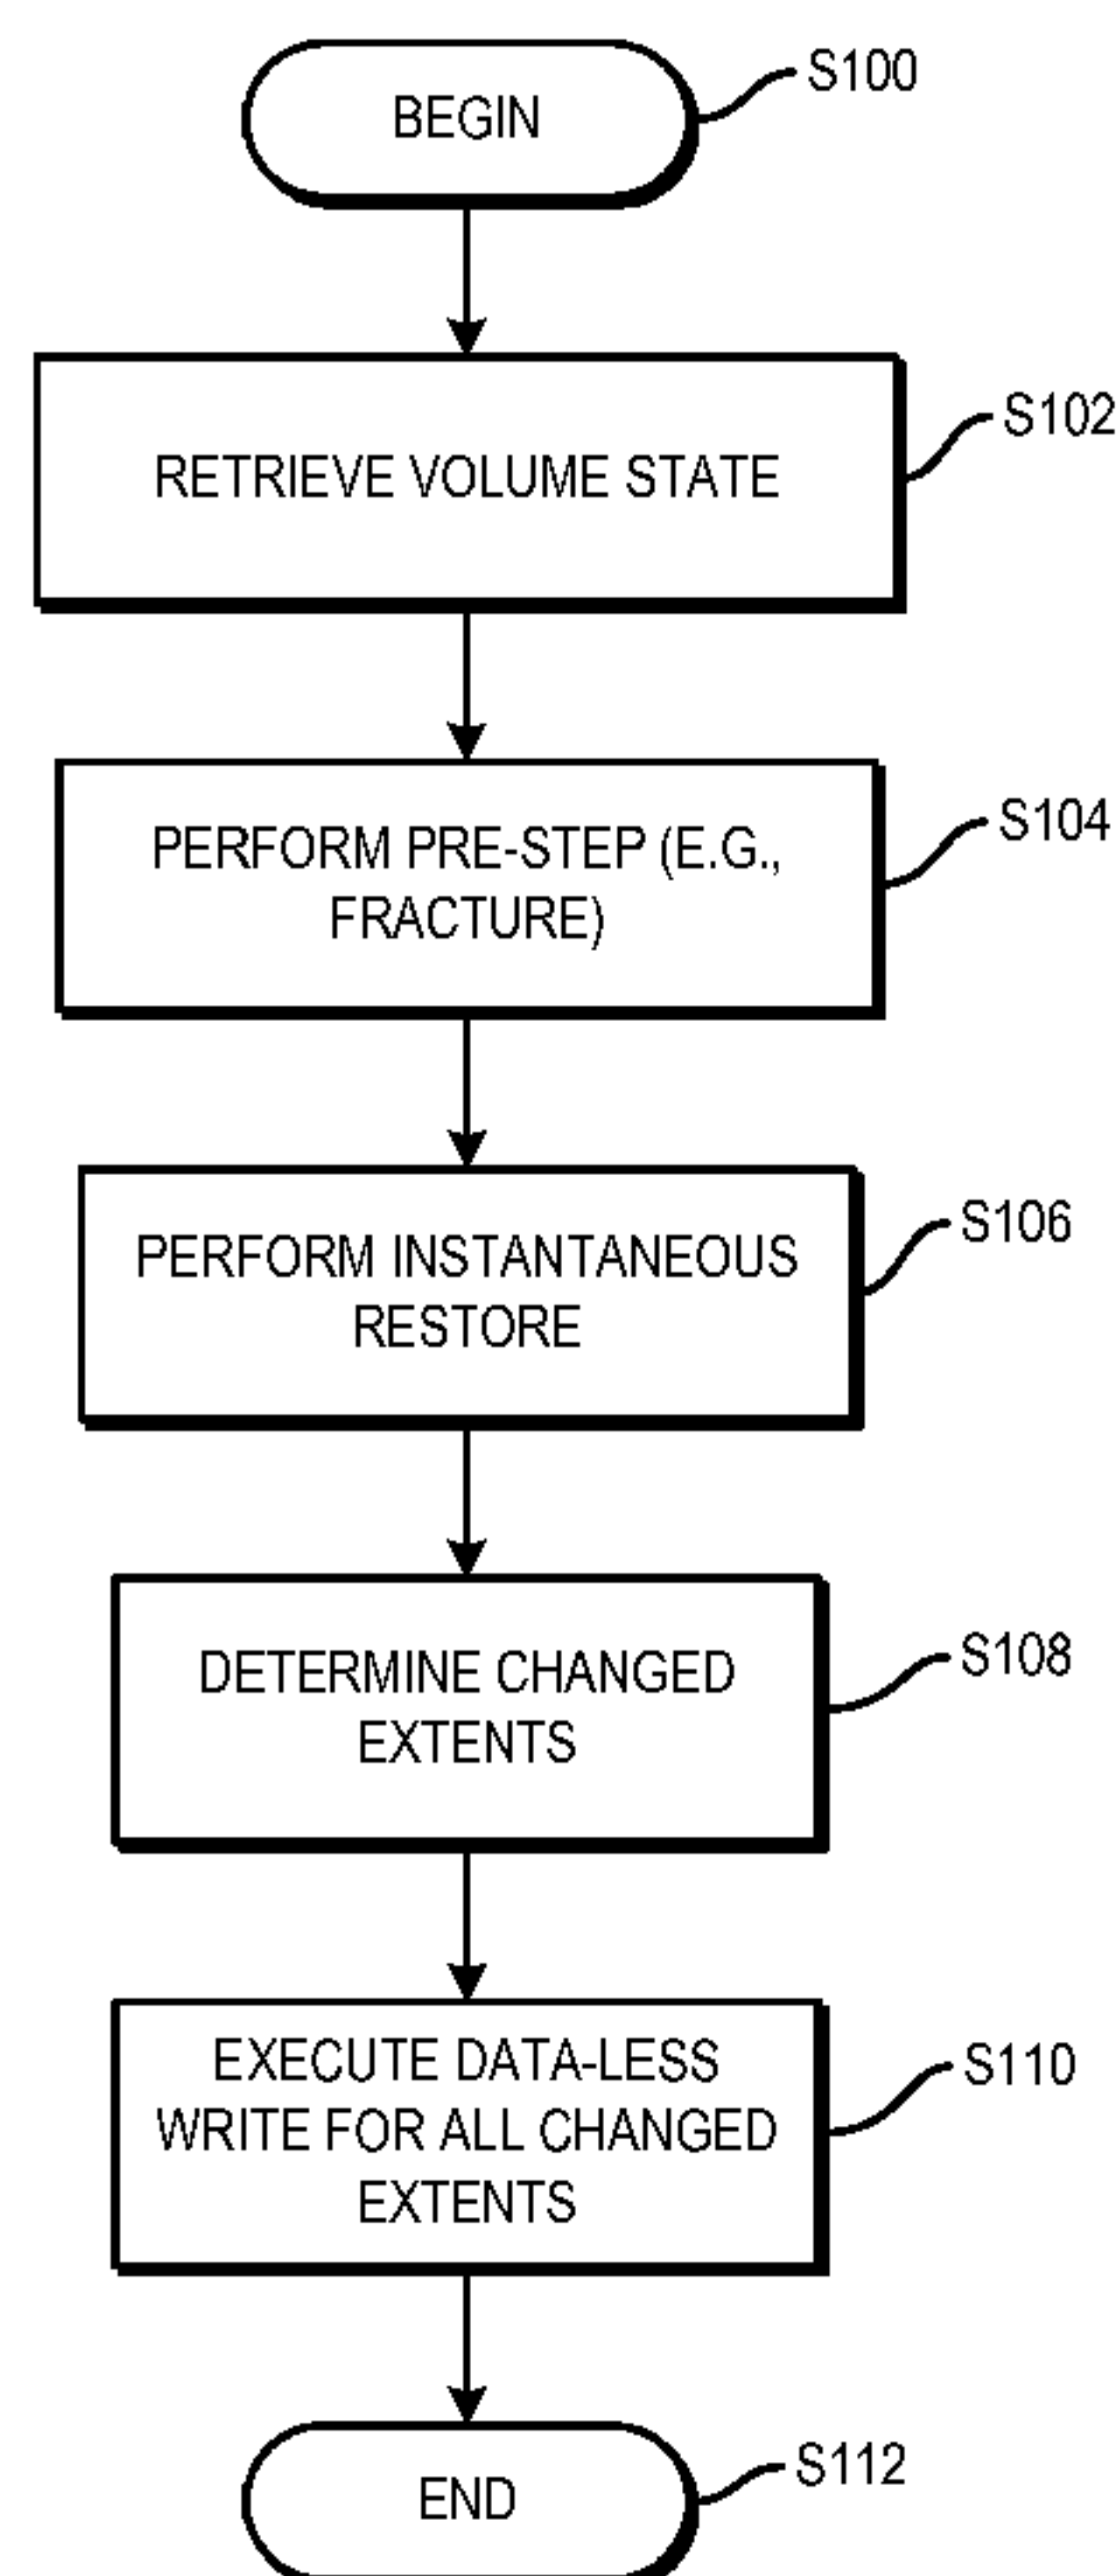 BEGIN
S100
RETRIEVE VOLUME STATE
S102
PERFORM PRE-STEP (E.G.,
FRACTURE)
S104
PERFORM INSTANTANEOUS
RESTORE
S106
DETERMINE CHANGED
EXTENTS
S108
EXECUTE DATA-LESS
WRITE FOR ALL CHANGED
EXTENTS
S110
END
S112